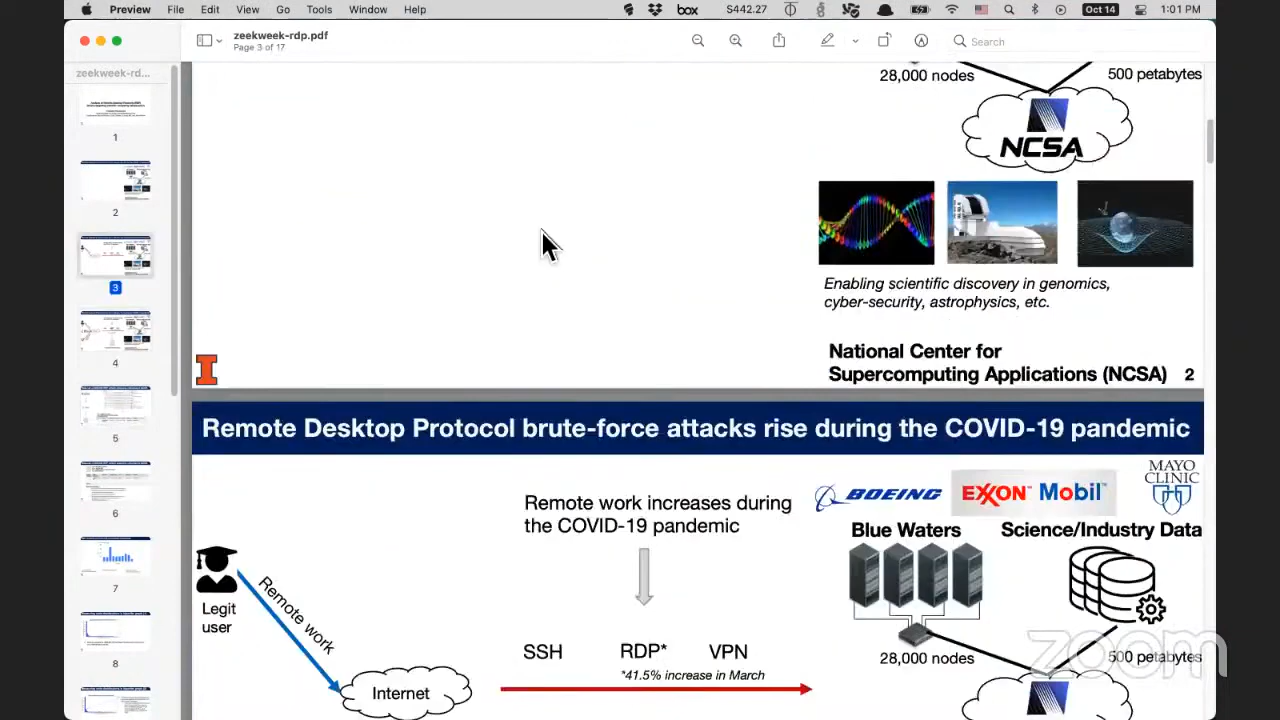 Preview File Edit View Go Tools Window Help
box S442.27 Oct 14 1:01 PM
zeekweek-rdp.pdf
Page 3 of 17
Search
zeekweek-rd...
1
2
3
4
5
6
7
8
28,000 nodes 500 petabytes
NCSA
Enabling scientific discovery in genomics,
cyber-security, astrophysics, etc.
National Center for
Supercomputing Applications (NCSA) 2
Remote Desktop Protocol brute-force attacks rise during the COVID-19 pandemic
Remote work increases during
the COVID-19 pandemic
BOEING
EXXON Mobil
MAYO
CLINIC
Blue Waters Science/Industry Data
Legit
user
Remote work
Internet
SSH RDP* VPN
*41.5% increase in March
28,000 nodes 500 petabytes
zoom